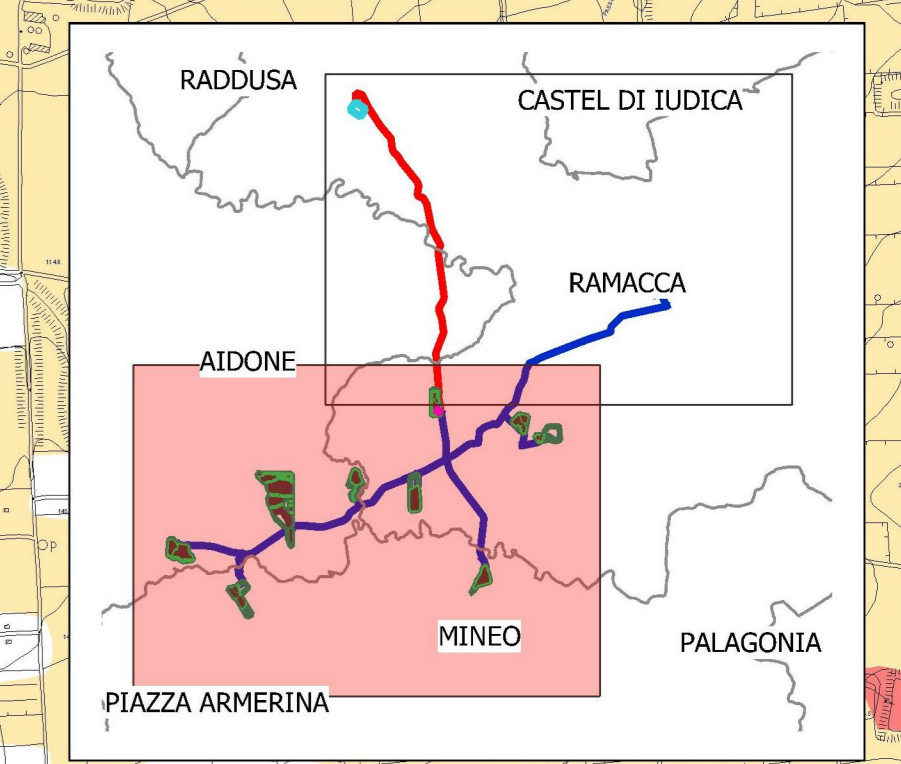 RADDUSA
CASTEL DI IUDICA
RAMACCA
AIDONE
MINEO
PALAGONIA
PIAZZA ARMERINA